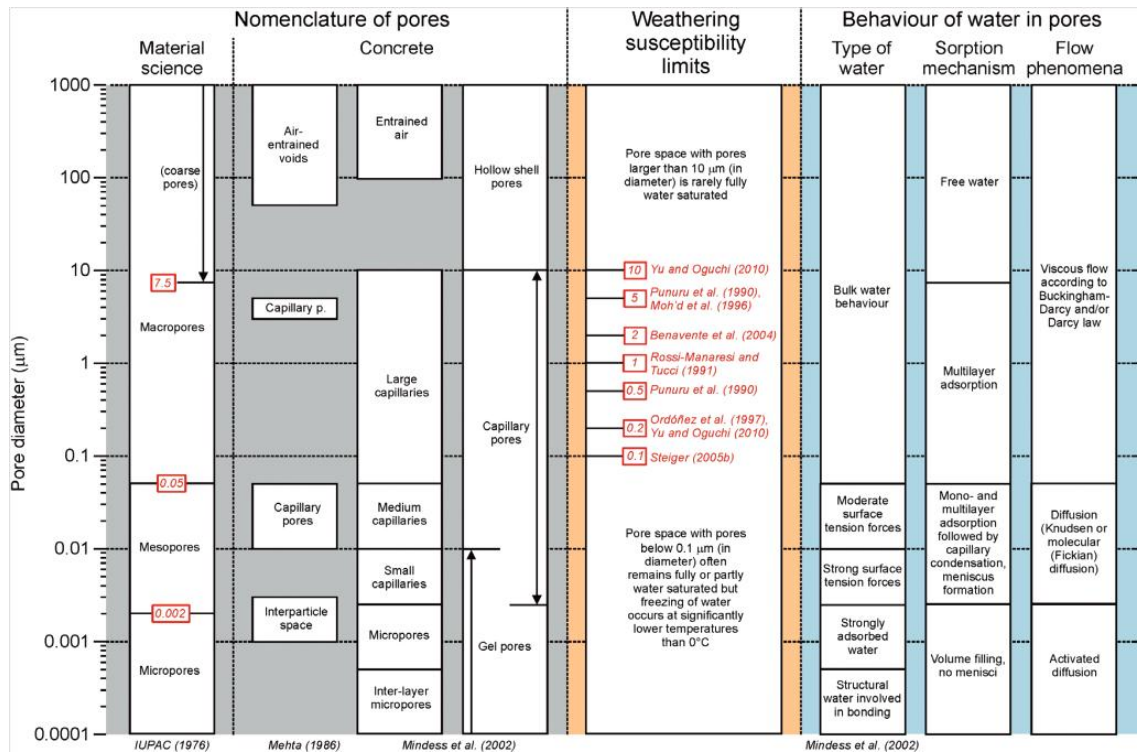 Nomenclature of pores
Weathering
susceptibility
limits
Behaviour of water in pores
Material
science
Concrete
Type of
water
Sorption
mechanism
Flow
phenomena
Pore diameter (μm)
1000
100
10
1
0.1
0.01
0.001
0.0001
(coarse
pores)
7.5
Macropores
0.05
Mesopores
0.002
Micropores
IUPAC (1976)
Air-
entrained
voids
Capillary p.
Capillary
pores
Interparticle
space
Mehta (1986)
Entrained
air
Large
capillaries
Medium
capillaries
Small
capillaries
Micropores
Inter-layer
micropores
Hollow shell
pores
Capillary
pores
Gel pores
Mindess et al. (2002)
Pore space with pores
larger than 10 μm (in
diameter) is rarely fully
water saturated
10 Yu and Oguchi (2010)
5 Punuru et al. (1990),
Moh'd et al. (1996)
2 Benavente et al. (2004)
1 Rossi-Manaresi and
Tucci (1991)
0.5 Punuru et al. (1990)
0.2 Ordóñez et al. (1997),
Yu and Oguchi (2010)
0.1 Steiger (2005b)
Pore space with pores
below 0.1 μm (in
diameter) often
remains fully or partly
water saturated but
freezing of water
occurs at significantly
lower temperatures
than 0°C
Bulk water
behaviour
Moderate
surface
tension forces
Strong surface
tension forces
Strongly
adsorbed
water
Structural
water involved
in bonding
Mindess et al. (2002)
Free water
Multilayer
adsorption
Mono- and
multilayer
adsorption
followed by
capillary
condensation,
meniscus
formation
Volume filling,
no menisci
Viscous flow
according to
Buckingham-
Darcy and/or
Darcy law
Diffusion
(Knudsen or
molecular
(Fickian)
diffusion)
Activated
diffusion